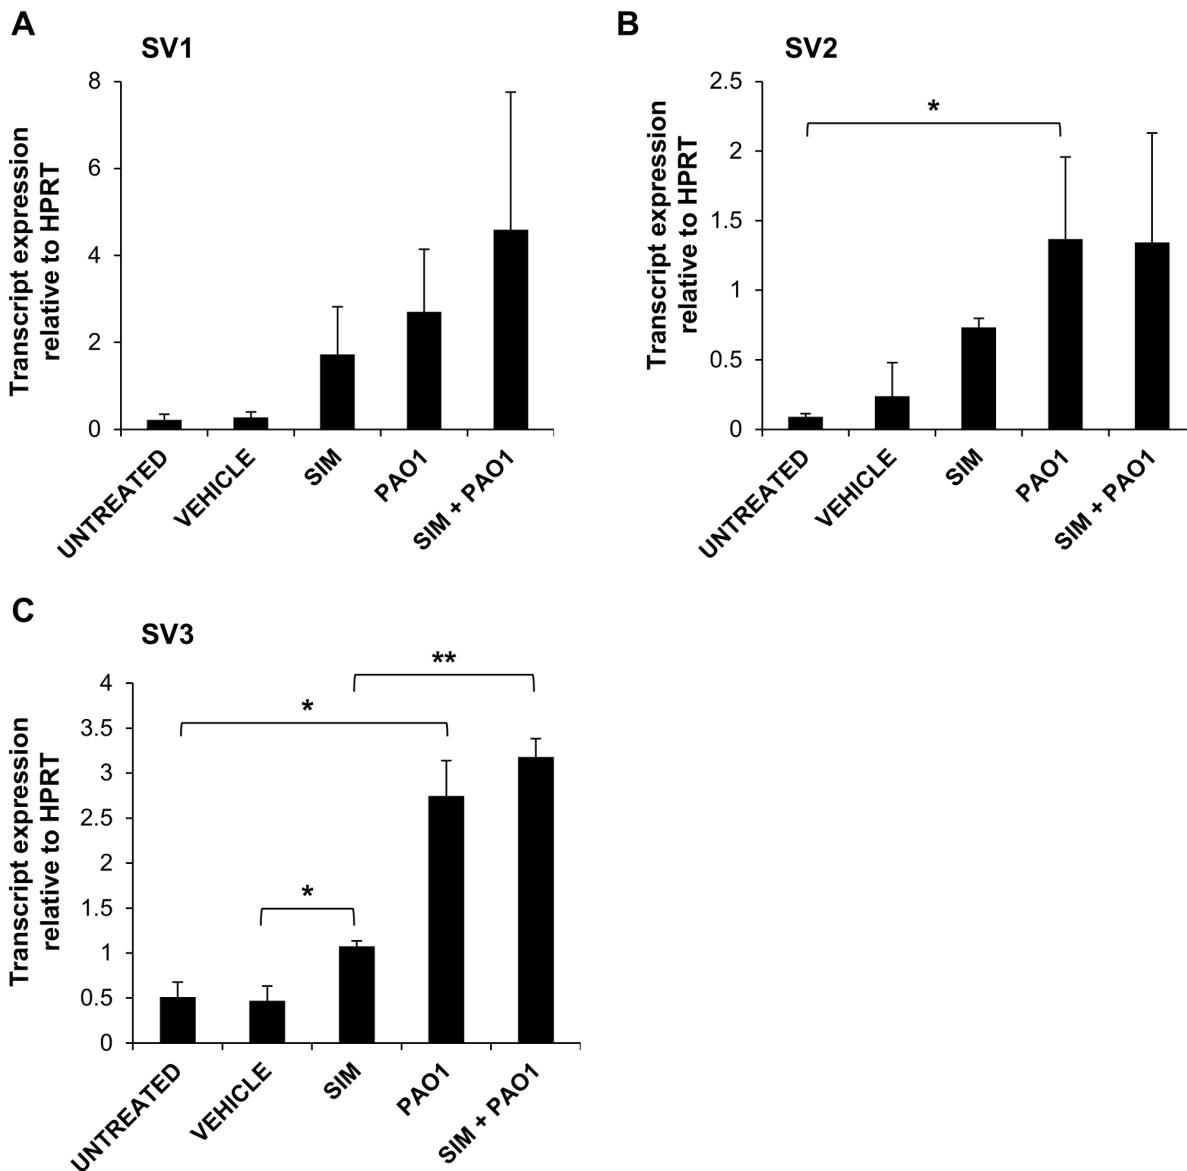 A
SV1
Transcript expression
relative to HPRT
8
6
4
2
0
UNTREATED
VEHICLE
SIM
PAO1
SIM + PAO1
B
SV2
Transcript expression
relative to HPRT
2.5
2
1.5
1
0.5
0
*
UNTREATED
VEHICLE
SIM
PAO1
SIM + PAO1
C
SV3
Transcript expression
relative to HPRT
4
3.5
3
2.5
2
1.5
1
0.5
0
**
*
*
UNTREATED
VEHICLE
SIM
PAO1
SIM + PAO1